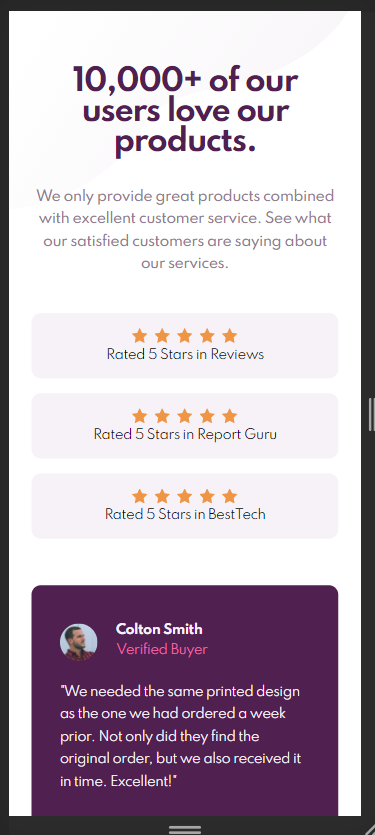 10,000+ of our
users love our
products.
We only provide great products combined
with excellent customer service. See what
our satisfied customers are saying about
our services.
Rated 5 Stars in Reviews
Rated 5 Stars in Report Guru
Rated 5 Stars in BestTech
Colton Smith
Verified Buyer
"We needed the same printed design
as the one we had ordered a week
prior. Not only did they find the
original order, but we also received it
in time. Excellent!"